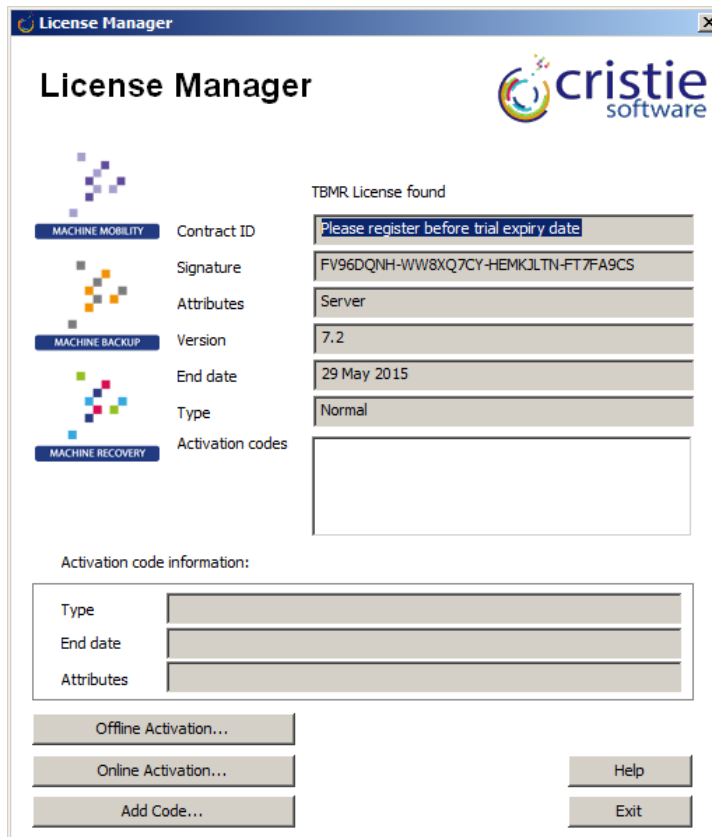 License Manager
License Manager
cristie
software
TBMR License found
MACHINE MOBILITY
Contract ID
Please register before trial expiry date
Signature
FV96DQNH-WW8XQ7CY-HEMKJLTN-FT7FA9CS
Attributes
Server
MACHINE BACKUP
Version
7.2
End date
29 May 2015
Type
Normal
MACHINE RECOVERY
Activation codes
Activation code information:
Type
End date
Attributes
Offline Activation...
Online Activation...
Help
Add Code...
Exit